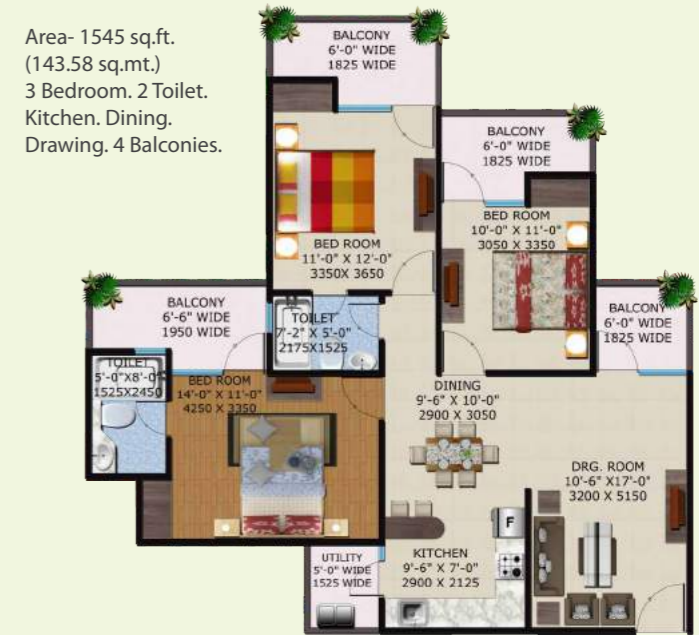 Area- 1545 sq.ft.
(143.58 sq.mt.)
3 Bedroom. 2 Toilet.
Kitchen. Dining.
Drawing. 4 Balconies.
BALCONY
6'-0" WIDE
1825 WIDE
BALCONY
6'-0" WIDE
1825 WIDE
BED ROOM
11'-0" X 12'-0"
3350X 3650
BED ROOM
10'-0" X 11'-0"
3050 X 3350
BALCONY
6'-6" WIDE
1950 WIDE
TOILET
7'-2" X 5'-0"
2175X1525
BALCONY
6'-0" WIDE
1825 WIDE
TOILET
5'-0"X8'-0"
1525X2450
BED ROOM
14'-0" X 11'-0"
4250 X 3350
DINING
9'-6" X 10'-0"
2900 X 3050
DRG. ROOM
10'-6" X17'-0"
3200 X 5150
F
UTILITY
5'-0" WIDE
1525 WIDE
KITCHEN
9'-6" X 7'-0"
2900 X 2125